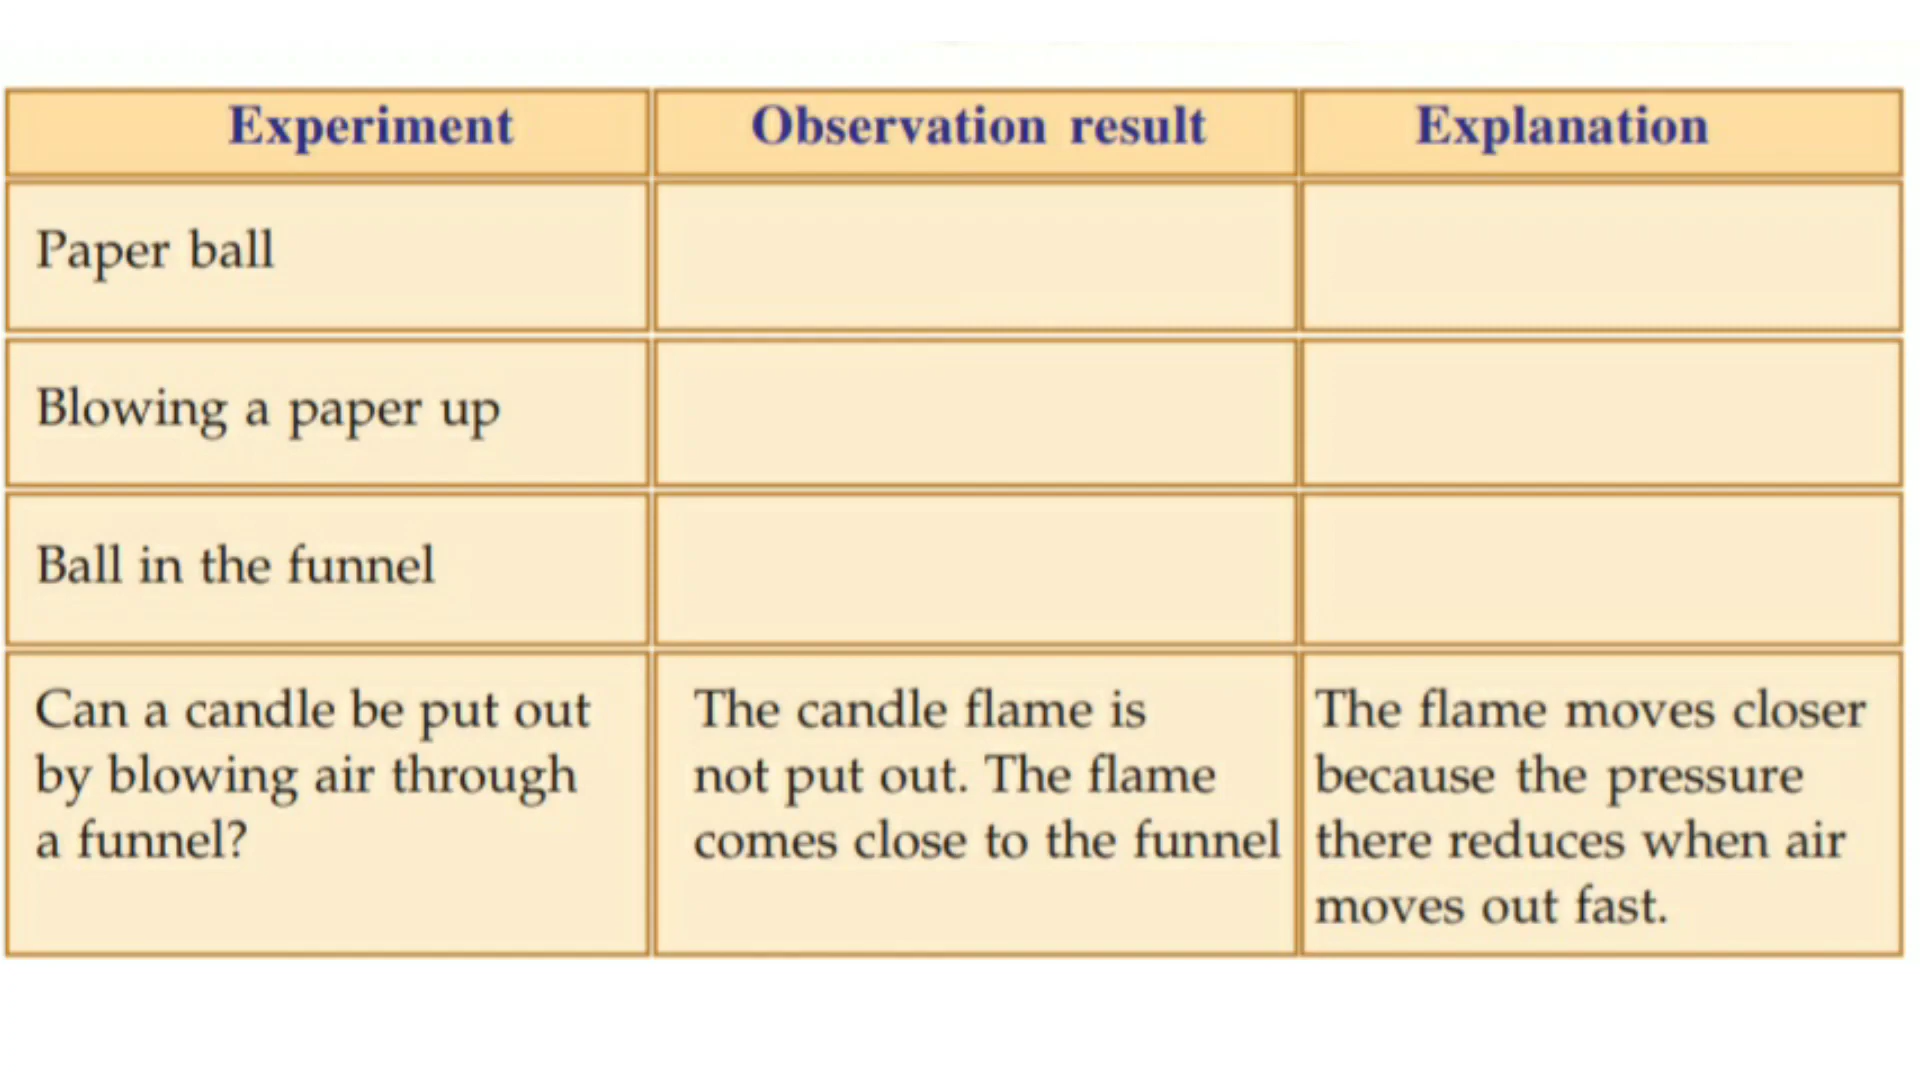 Experiment
Observation result
Explanation
Paper ball
Blowing a paper up
Ball in the funnel
Can a candle be put out
by blowing air through
a funnel?
The candle flame is
not put out. The flame
comes close to the funnel
The flame moves closer
because the pressure
there reduces when air
moves out fast.